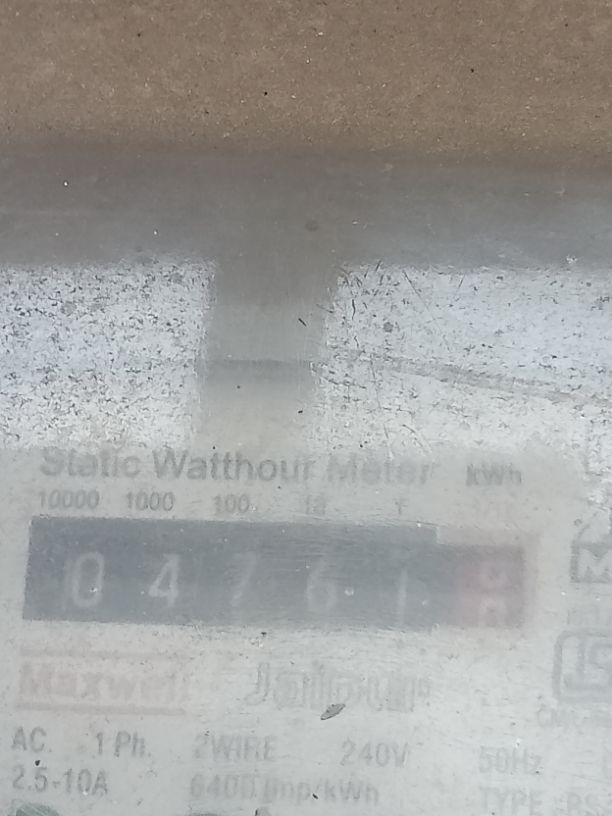 Static Watthour Meter kWh
10000 1000 100 10 1
0 4 7 6 1
Maxwell
AC. 1 Ph. 2WIRE 240V 50Hz
2.5-10A 6400 imp/kWh TYPE